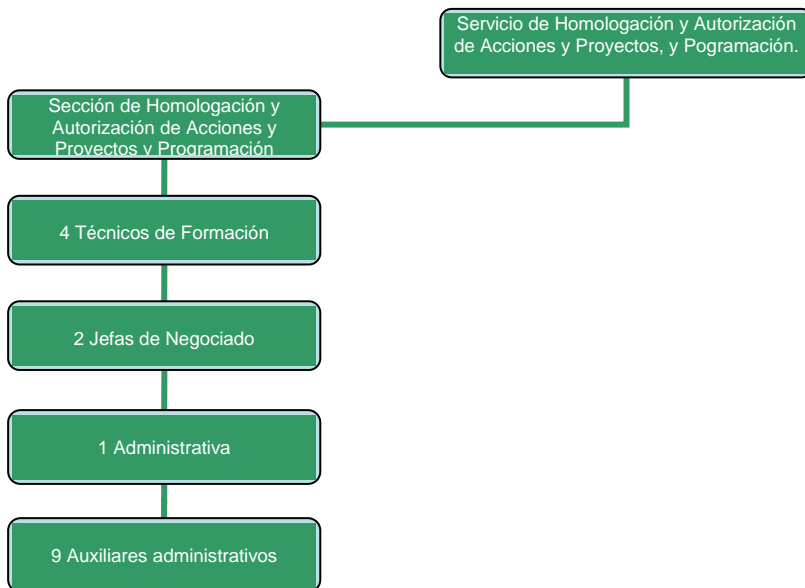 Servicio de Homologación y Autorización
de Acciones y Proyectos, y Pogramación.
Sección de Homologación y
Autorización de Acciones y
Proyectos y Programación
4 Técnicos de Formación
2 Jefas de Negociado
1 Administrativa
9 Auxiliares administrativos